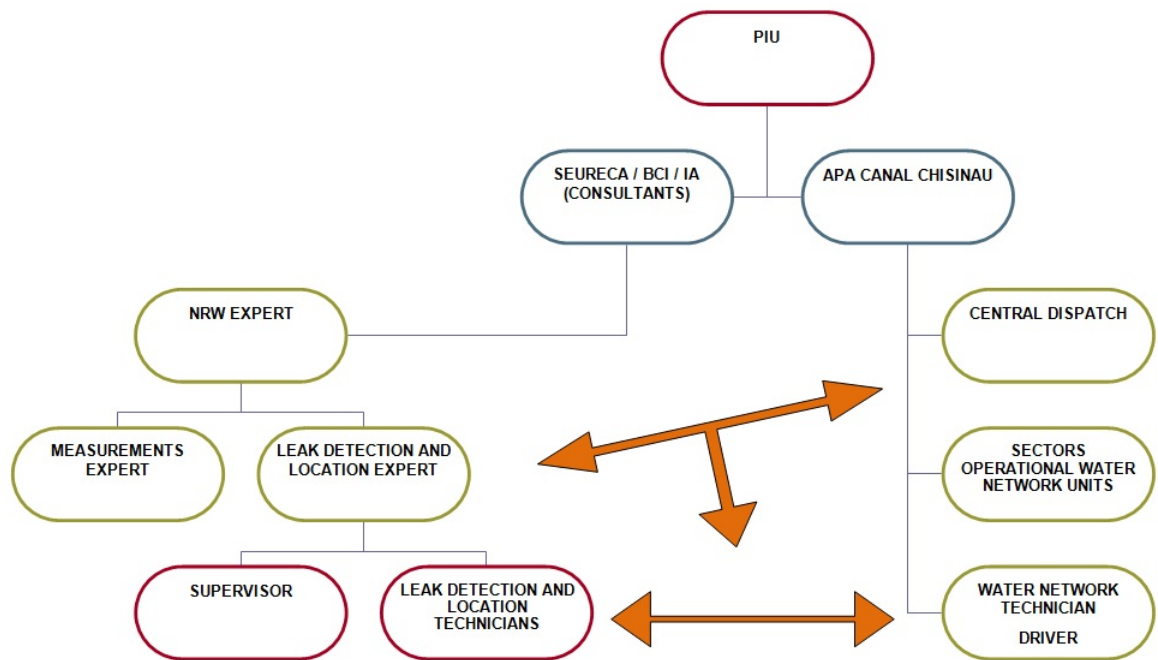 PIU
SEURECA / BCI / IA
(CONSULTANTS)
APA CANAL CHISINAU
NRW EXPERT
CENTRAL DISPATCH
MEASUREMENTS
EXPERT
LEAK DETECTION AND
LOCATION EXPERT
SECTORS
OPERATIONAL WATER
NETWORK UNITS
SUPERVISOR
LEAK DETECTION AND
LOCATION
TECHNICIANS
WATER NETWORK
TECHNICIAN
DRIVER